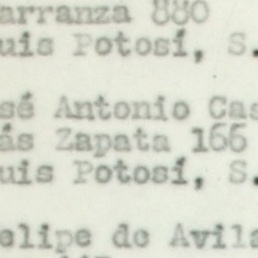 arranza 880
uis Potosí, S.
sé Antonio Cas
ás Zapata 166
uis Potosí, S.
elipe de Avila